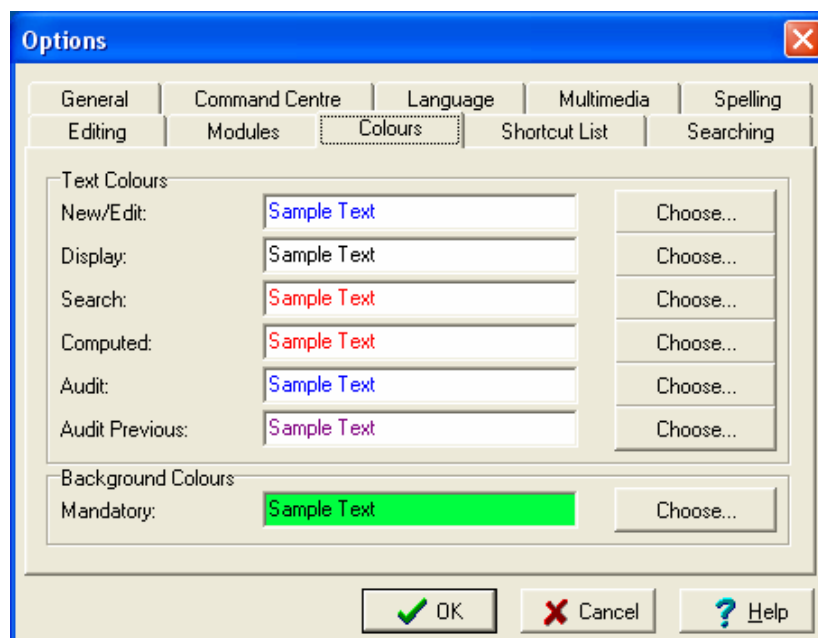 Options
General Command Centre Language Multimedia Spelling
Editing Modules Colours Shortcut List Searching
Text Colours
New/Edit: Sample Text Choose...
Display: Sample Text Choose...
Search: Sample Text Choose...
Computed: Sample Text Choose...
Audit: Sample Text Choose...
Audit Previous: Sample Text Choose...
Background Colours
Mandatory: Sample Text Choose...
OK Cancel Help